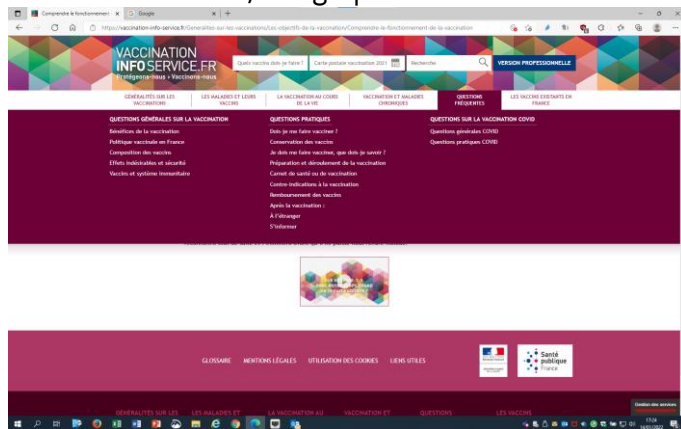 Comprendre le fonctionnement
Google
https://vaccination-info-service.fr/Generalites-sur-les-vaccinations/Les-objectifs-de-la-vaccination/Comprendre-le-fonctionnement-de-la-vaccination
VACCINATION
INFO SERVICE.FR
Protégeons-nous • Vaccinons-nous
Quels vaccins dois-je faire ?
Carte postale vaccination 2021
Rechercher
VERSION PROFESSIONNELLE
GÉNÉRALITÉS SUR LES
VACCINATIONS
LES MALADIES ET LEURS
VACCINS
LA VACCINATION AU COURS
DE LA VIE
VACCINATION ET MALADIES
CHRONIQUES
QUESTIONS
FRÉQUENTES
LES VACCINS EXISTANTS EN
FRANCE
QUESTIONS GÉNÉRALES SUR LA VACCINATION
Bénéfices de la vaccination
Politique vaccinale en France
Composition des vaccins
Effets indésirables et sécurité
Vaccins et système immunitaire
QUESTIONS PRATIQUES
Dois-je me faire vacciner ?
Conservation des vaccins
Je dois me faire vacciner, que dois-je savoir ?
Préparation et déroulement de la vaccination
Carnet de santé ou de vaccination
Contre-indications à la vaccination
Remboursement des vaccins
Après la vaccination :
À l'étranger
S'informer
QUESTIONS SUR LA VACCINATION COVID
Questions générales COVID
Questions pratiques COVID
GLOSSAIRE
MENTIONS LÉGALES
UTILISATION DES COOKIES
LIENS UTILES
Santé
publique
France
Gestion des services
GÉNÉRALITÉS SUR LES
LES MALADIES ET
LA VACCINATION AU
VACCINATION ET
QUESTIONS
LES VACCINS
17:24
16/01/2022